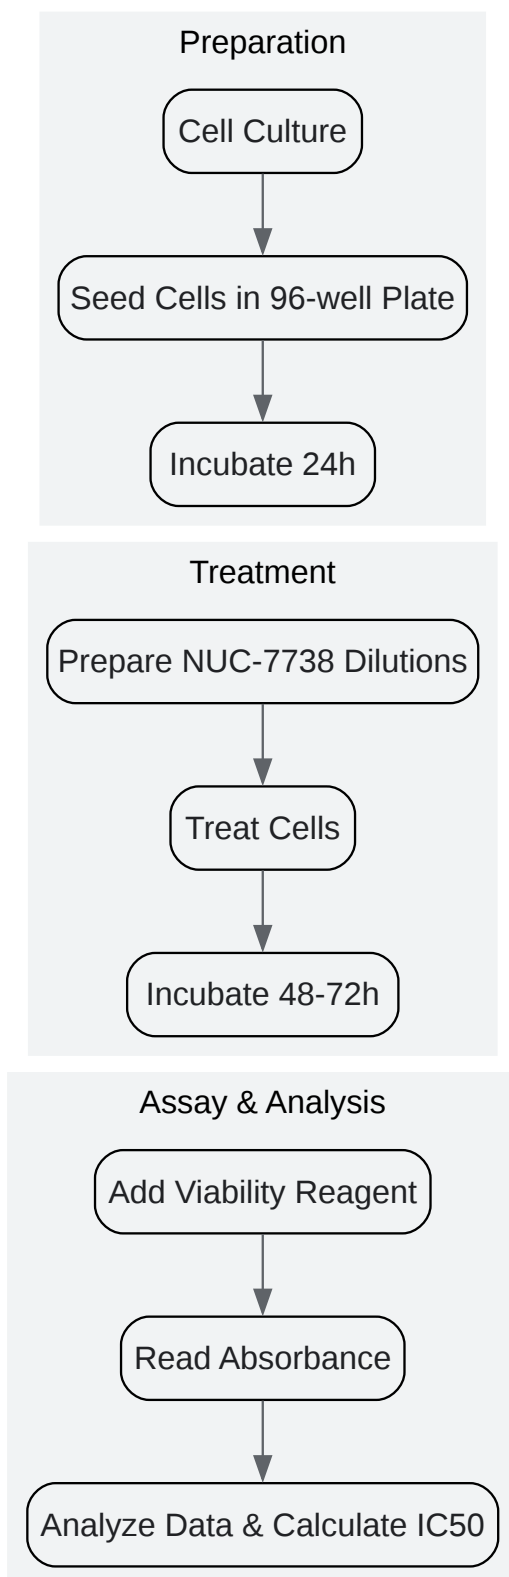 Preparation
Cell Culture
Seed Cells in 96-well Plate
Incubate 24h
Treatment
Prepare NUC-7738 Dilutions
Treat Cells
Incubate 48-72h
Assay & Analysis
Add Viability Reagent
Read Absorbance
Analyze Data & Calculate IC50